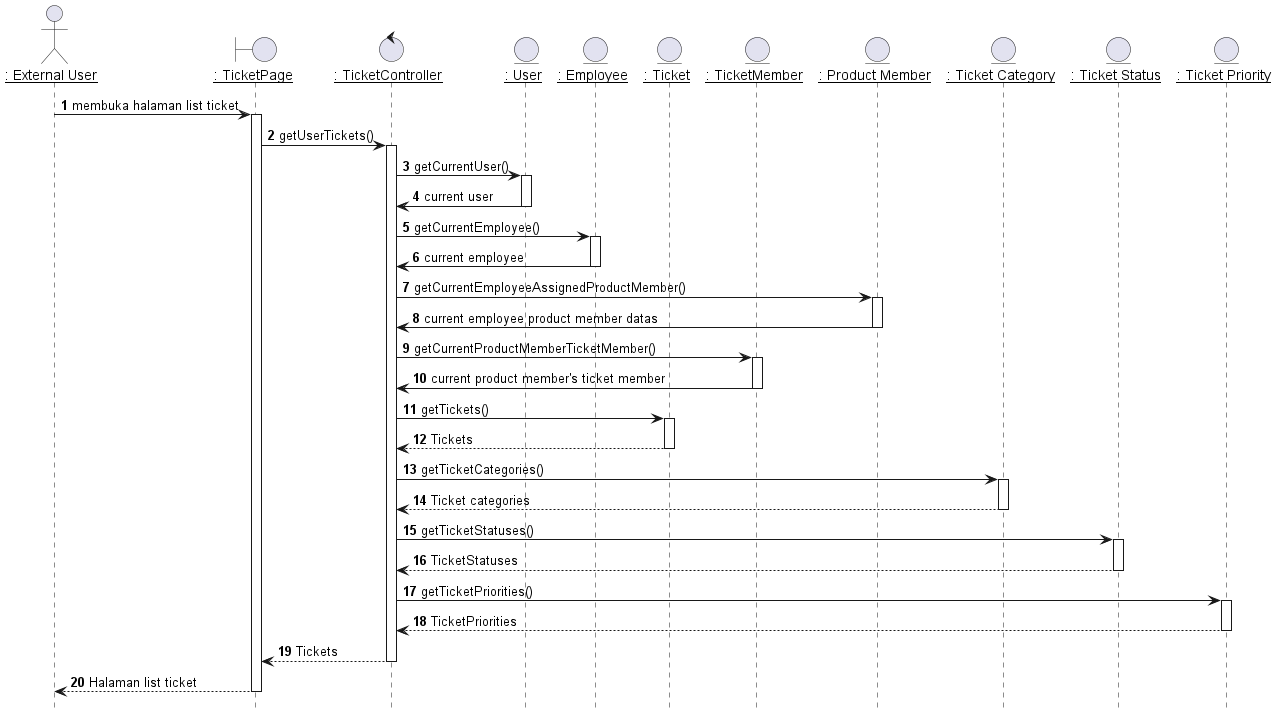 : External User
: TicketPage
: TicketController
: User
: Employee
: Ticket
: TicketMember
: Product Member
: Ticket Category
: Ticket Status
: Ticket Priority
1 membuka halaman list ticket
2 getUserTickets()
3 getCurrentUser()
4 current user
5 getCurrentEmployee()
6 current employee
7 getCurrentEmployeeAssignedProductMember()
8 current employee product member datas
9 getCurrentProductMemberTicketMember()
10 current product member's ticket member
11 getTickets()
12 Tickets
13 getTicketCategories()
14 Ticket categories
15 getTicketStatuses()
16 TicketStatuses
17 getTicketPriorities()
18 TicketPriorities
19 Tickets
20 Halaman list ticket